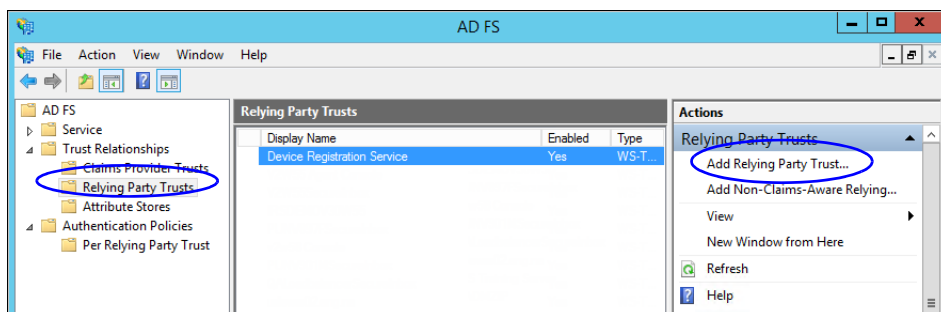 AD FS
File Action View Window Help
AD FS
Service
Trust Relationships
Claims Provider Trusts
Relying Party Trusts
Attribute Stores
Authentication Policies
Per Relying Party Trust
Relying Party Trusts
Display Name Enabled Type
Device Registration Service Yes WS-T...
Actions
Relying Party Trusts
Add Relying Party Trust...
Add Non-Claims-Aware Relying...
View
New Window from Here
Refresh
Help